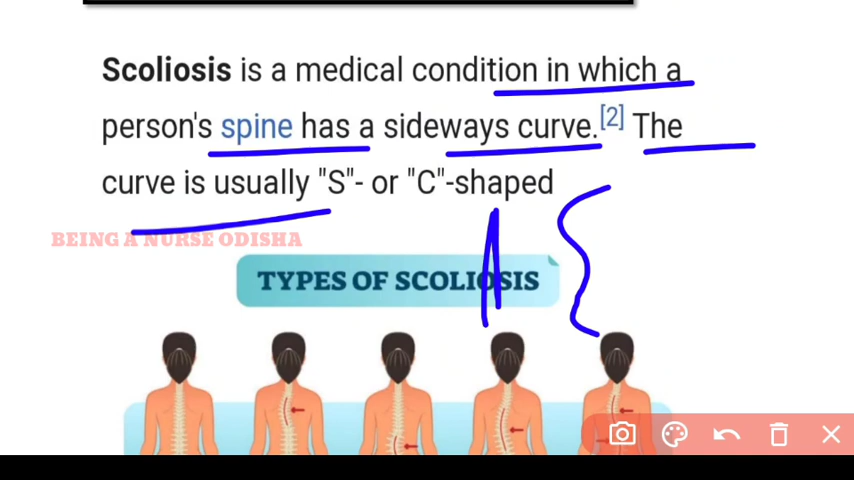 Scoliosis is a medical condition in which a
person's spine has a sideways curve.[2] The
curve is usually "S"- or "C"-shaped
BEING A NURSE ODISHA
TYPES OF SCOLIOSIS